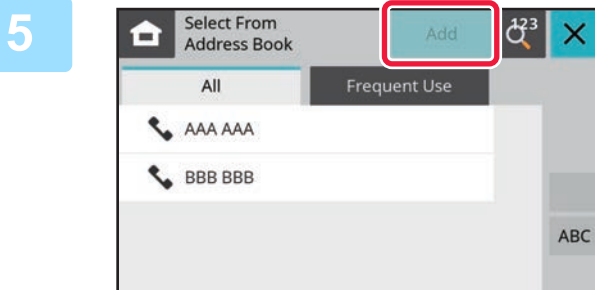 5
Select From
Address Book
Add
123
All
Frequent Use
AAA AAA
BBB BBB
ABC